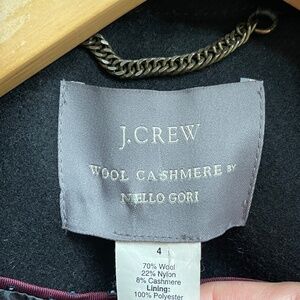 J.CREW
WOOL CASHMERE BY
NELLO GORI
4
70% Wool
22% Nylon
8% Cashmere
Lining:
100% Polyester